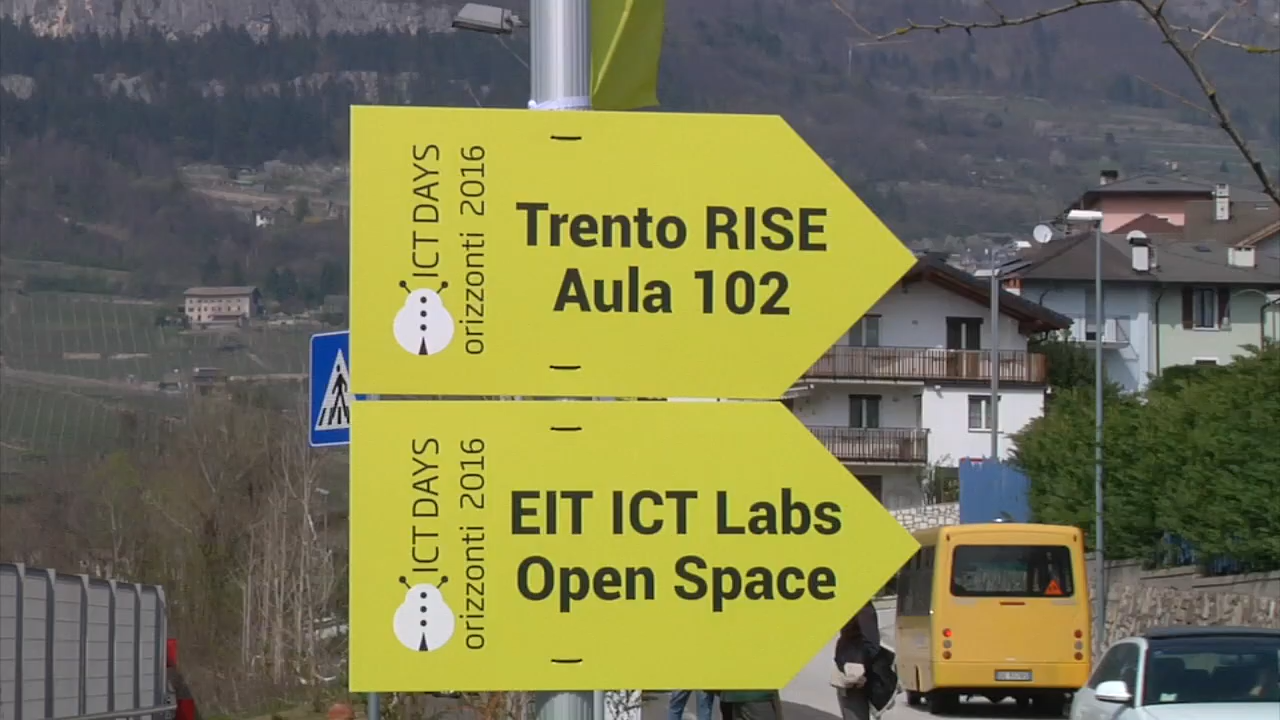 ICT DAYS
orizzonti 2016
Trento RISE
Aula 102
ICT DAYS
orizzonti 2016
EIT ICT Labs
Open Space